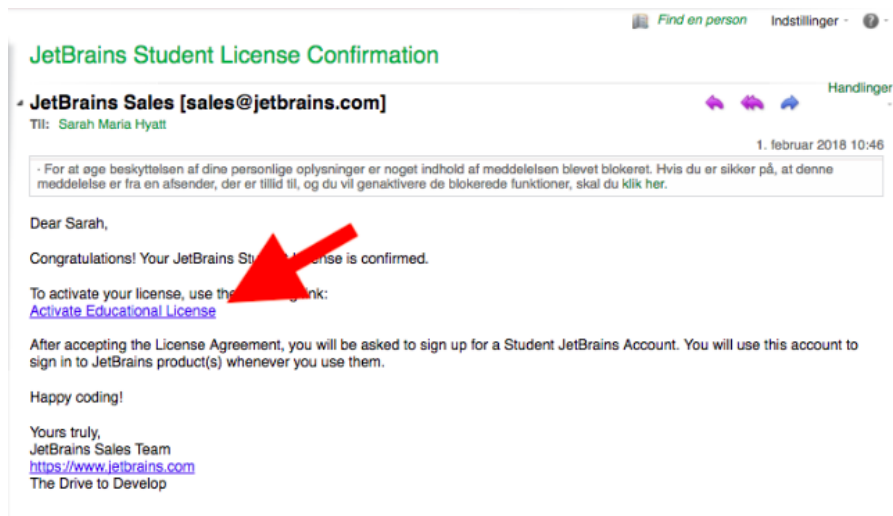 Find en person Indstillinger
JetBrains Student License Confirmation
Handlinger
JetBrains Sales [sales@jetbrains.com]
Til: Sarah Maria Hyatt
1. februar 2018 10:46
- For at øge beskyttelsen af dine personlige oplysninger er noget indhold af meddelelsen blevet blokeret. Hvis du er sikker på, at denne
meddelelse er fra en afsender, der er tillid til, og du vil genaktivere de blokerede funktioner, skal du klik her.
Dear Sarah,
Congratulations! Your JetBrains is confirmed.
To activate your license, use
Activate Educational License
After accepting the License Agreement, you will be asked to sign up for a Student JetBrains Account. You will use this account to
sign in to JetBrains product(s) whenever you use them.
Happy coding!
Yours truly,
JetBrains Sales Team
https://www.jetbrains.com
The Drive to Develop